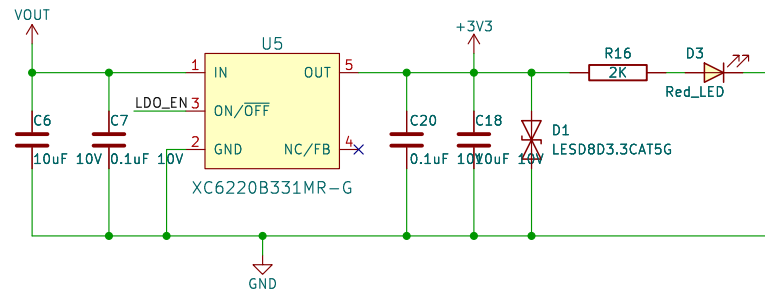 VOUT
+3V3
U5
R16
D3
1
IN
OUT
5
2K
LDO_EN
3
ON/OFF
Red_LED
C6
C7
C20
C18
D1
2
GND
NC/FB
4
10uF 10V
0.1uF 10V
0.1uF 10V
10uF 10V
LESD8D3.3CAT5G
XC6220B331MR-G
GND